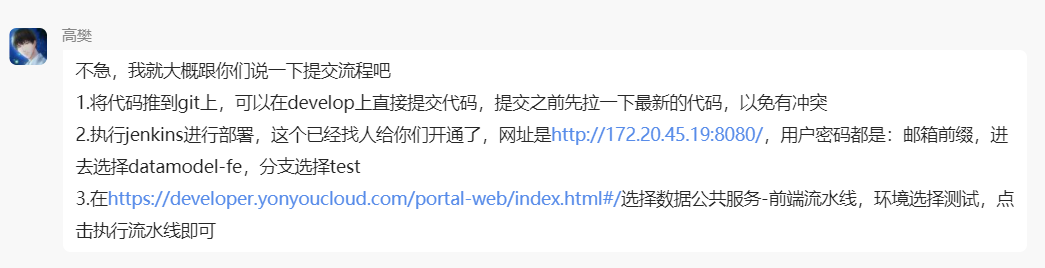 高樊
不急，我就大概跟你们说一下提交流程吧
1.将代码推到git上，可以在develop上直接提交代码，提交之前先拉一下最新的代码，以免有冲突
2.执行jenkins进行部署，这个已经找人给你们开通了，网址是http://172.20.45.19:8080/，用户密码都是：邮箱前缀，进
去选择datamodel-fe，分支选择test
3.在https://developer.yonyoucloud.com/portal-web/index.html#/选择数据公共服务-前端流水线，环境选择测试，点
击执行流水线即可